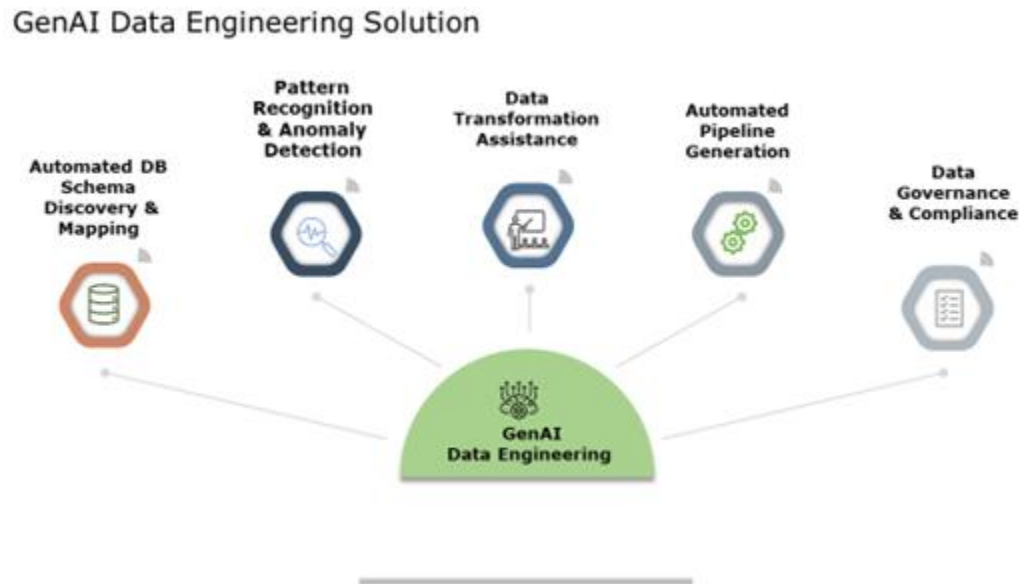 GenAI Data Engineering Solution
Automated DB
Schema
Discovery &
Mapping
Pattern
Recognition
& Anomaly
Detection
Data
Transformation
Assistance
Automated
Pipeline
Generation
Data
Governance
& Compliance
GenAI
Data Engineering